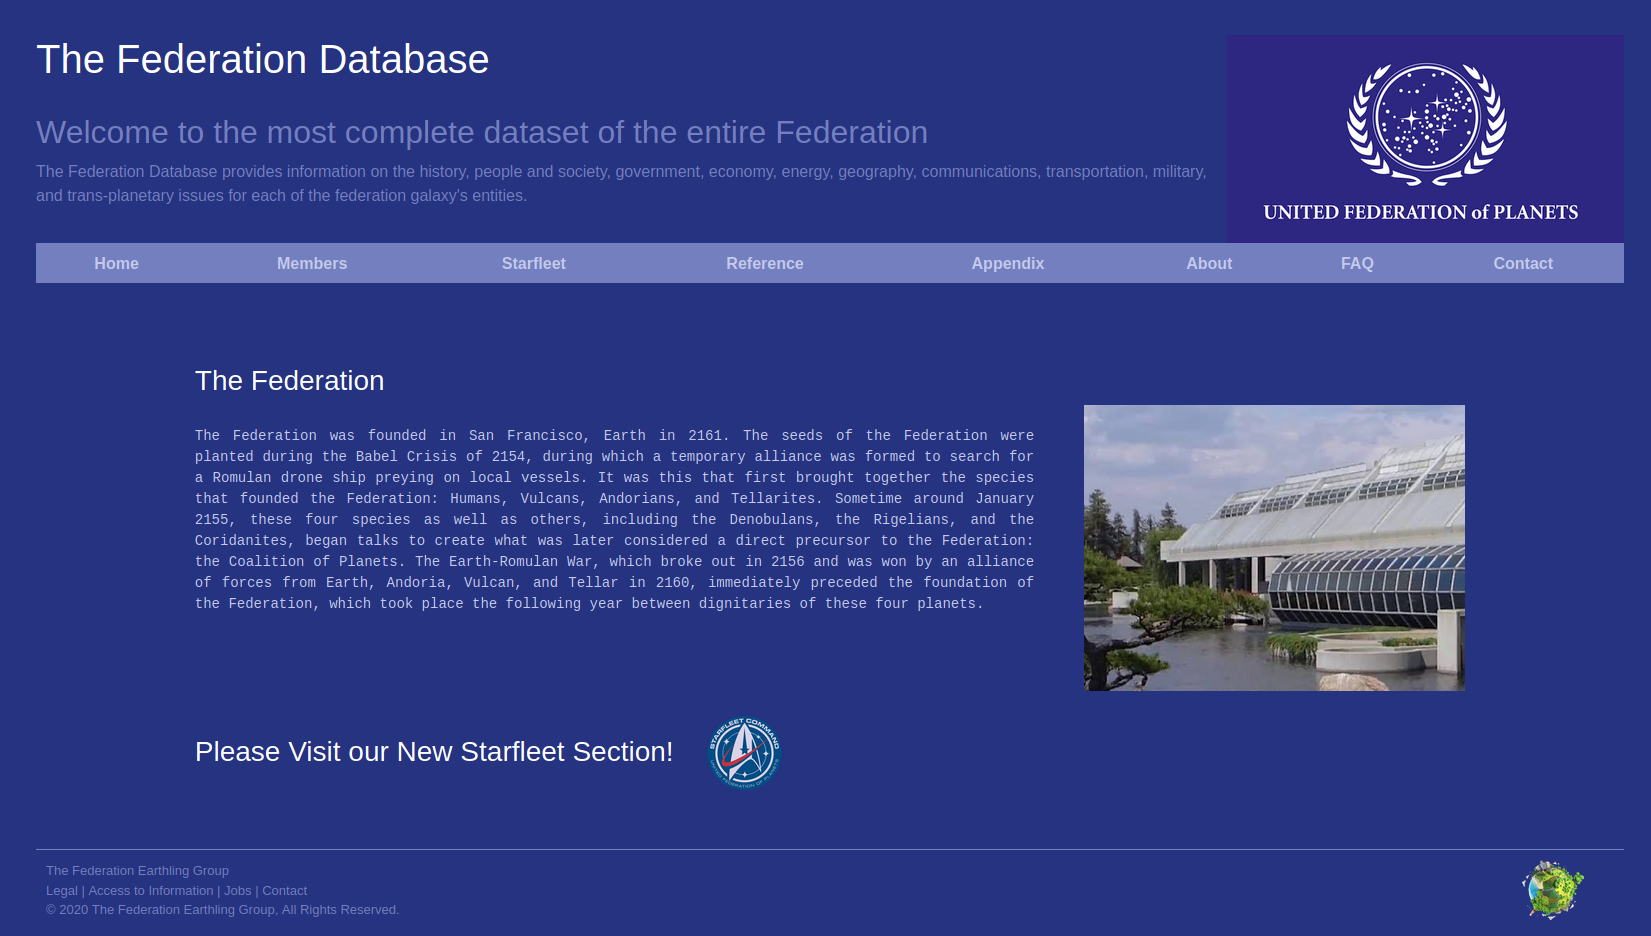 The Federation Database
Welcome to the most complete dataset of the entire Federation
The Federation Database provides information on the history, people and society, government, economy, energy, geography, communications, transportation, military,
and trans-planetary issues for each of the federation galaxy's entities.
UNITED FEDERATION of PLANETS
Home Members Starfleet Reference Appendix About FAQ Contact
The Federation
The Federation was founded in San Francisco, Earth in 2161. The seeds of the Federation were
planted during the Babel Crisis of 2154, during which a temporary alliance was formed to search for
a Romulan drone ship preying on local vessels. It was this that first brought together the species
that founded the Federation: Humans, Vulcans, Andorians, and Tellarites. Sometime around January
2155, these four species as well as others, including the Denobulans, the Rigelians, and the
Coridanites, began talks to create what was later considered a direct precursor to the Federation:
the Coalition of Planets. The Earth-Romulan War, which broke out in 2156 and was won by an alliance
of forces from Earth, Andoria, Vulcan, and Tellar in 2160, immediately preceded the foundation of
the Federation, which took place the following year between dignitaries of these four planets.
Please Visit our New Starfleet Section!
STARFLEET COMMAND
UNITED FEDERATION OF PLANETS
The Federation Earthling Group
Legal | Access to Information | Jobs | Contact
© 2020 The Federation Earthling Group, All Rights Reserved.